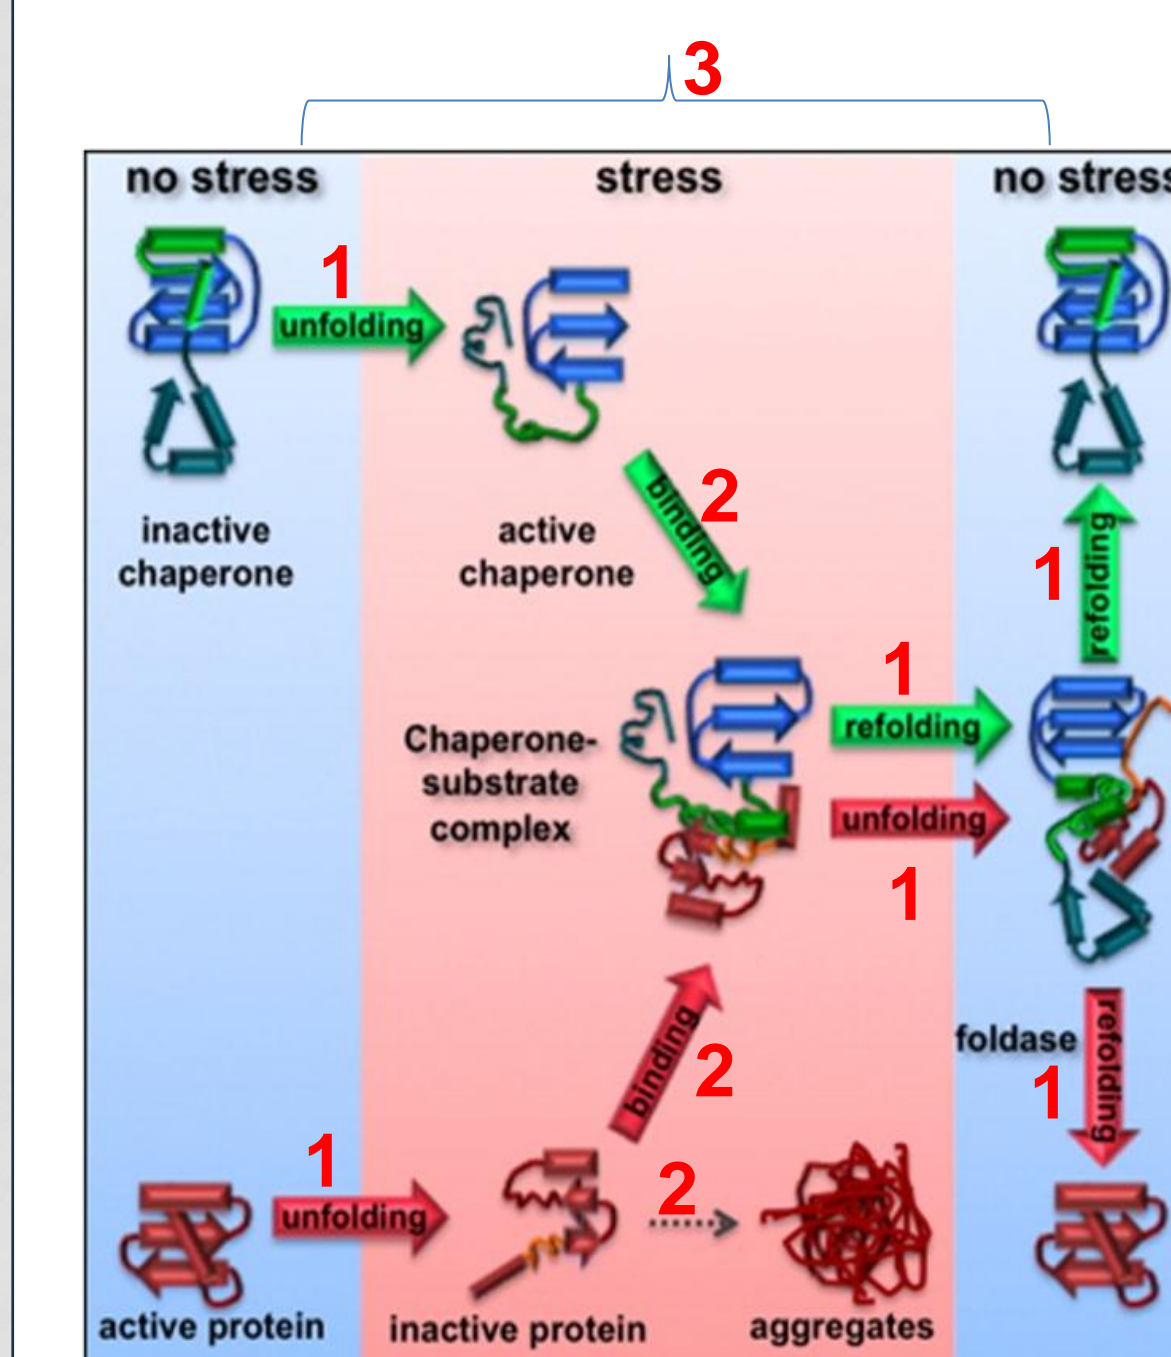 3
no stress
stress
no stress
1
unfolding
inactive
chaperone
active
chaperone
binding
2
1
refolding
Chaperone-
substrate
complex
1
refolding
unfolding
1
binding
2
foldase
refolding
1
1
unfolding
2
active protein
inactive protein
aggregates